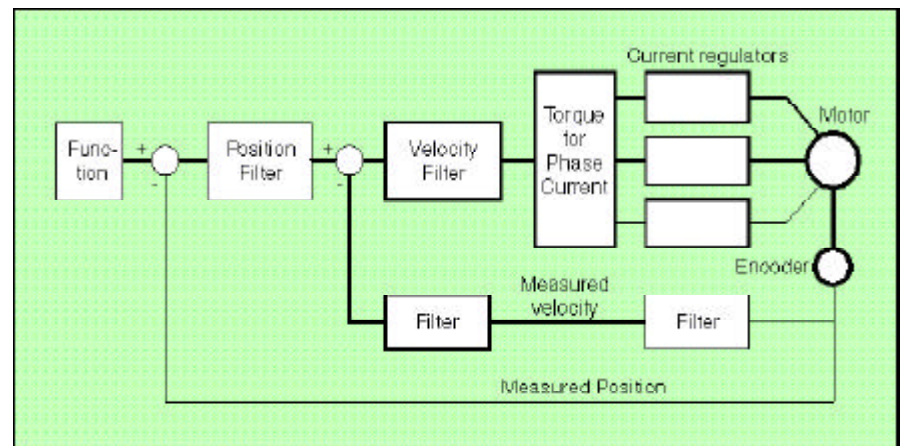 Current regulators
Motor
Func-
tion
+
-
Position
Filter
+
-
Velocity
Filter
Torque
for
Phase
Current
Encoder
Measured
velocity
Filter
Filter
Measured Position